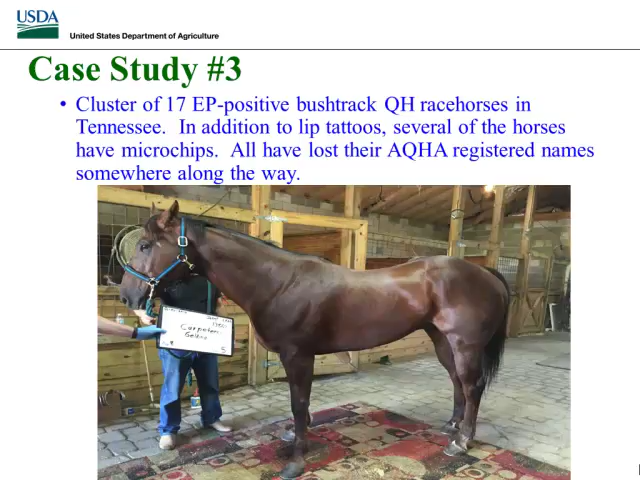 USDA
United States Department of Agriculture
Case Study #3
• Cluster of 17 EP-positive bushtrack QH racehorses in
Tennessee. In addition to lip tattoos, several of the horses
have microchips. All have lost their AQHA registered names
somewhere along the way.